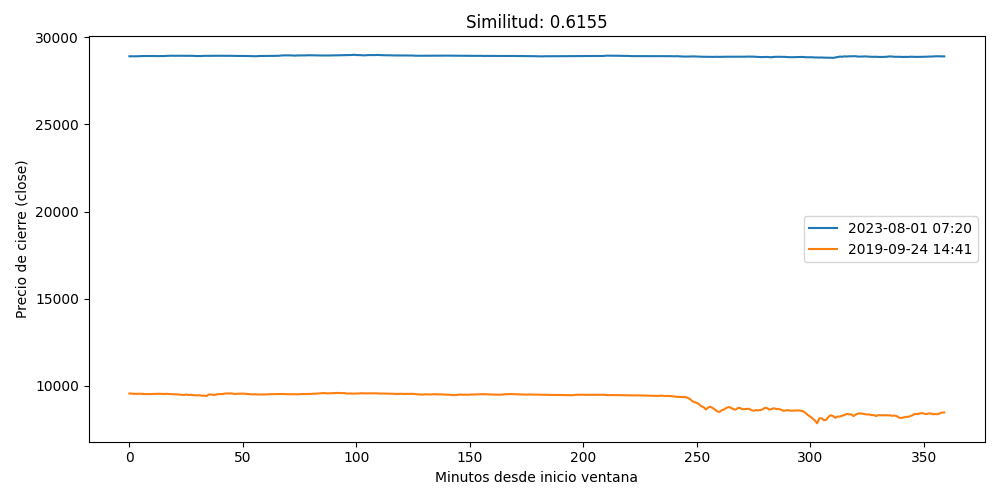 Similitud: 0.6155
Precio de cierre (close)
30000
25000
20000
15000
10000
2023-08-01 07:20
2019-09-24 14:41
0 50 100 150 200 250 300 350
Minutos desde inicio ventana